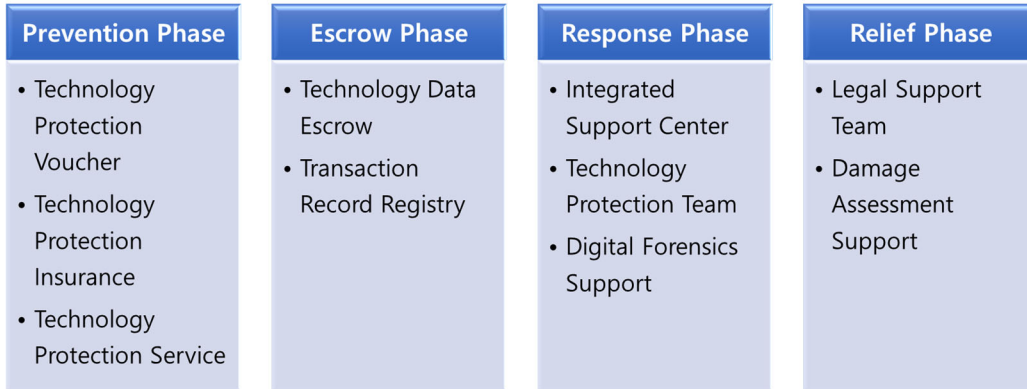 Prevention Phase
• Technology
Protection
Voucher
• Technology
Protection
Insurance
• Technology
Protection Service
Escrow Phase
• Technology Data
Escrow
• Transaction
Record Registry
Response Phase
• Integrated
Support Center
• Technology
Protection Team
• Digital Forensics
Support
Relief Phase
• Legal Support
Team
• Damage
Assessment
Support